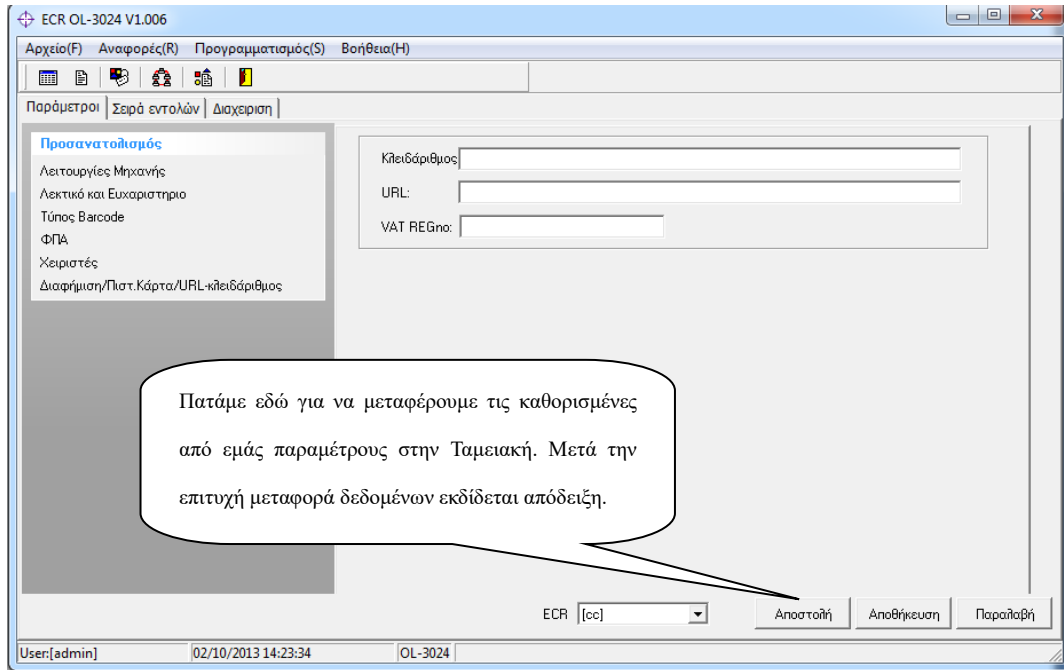 ECR OL-3024 V1.006
Αρχείο(F) Αναφορές(R) Προγραμματισμός(S) Βοήθεια(H)
Παράμετροι Σειρά εντολών Διαχειριση
Προσανατολισμός
Λειτουργίες Μηχανής
Λεκτικό και Ευχαριστηριο
Τύπος Barcode
ΦΠΑ
Χειριστές
Διαφήμιση/Πιστ.Κάρτα/URL-κλειδάριθμος
Κλειδάριθμος
URL:
VAT REGno:
Πατάμε εδώ για να μεταφέρουμε τις καθορισμένες
από εμάς παραμέτρους στην Ταμειακή. Μετά την
επιτυχή μεταφορά δεδομένων εκδίδεται απόδειξη.
ECR [cc] Αποστολή Αποθήκευση Παραλαβή
User:[admin] 02/10/2013 14:23:34 OL-3024